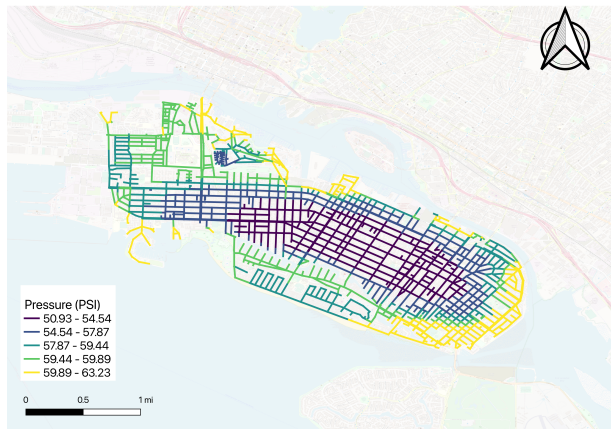 Pressure (PSI)
50.93 - 54.54
54.54 - 57.87
57.87 - 59.44
59.44 - 59.89
59.89 - 63.23
0 0.5 1 mi